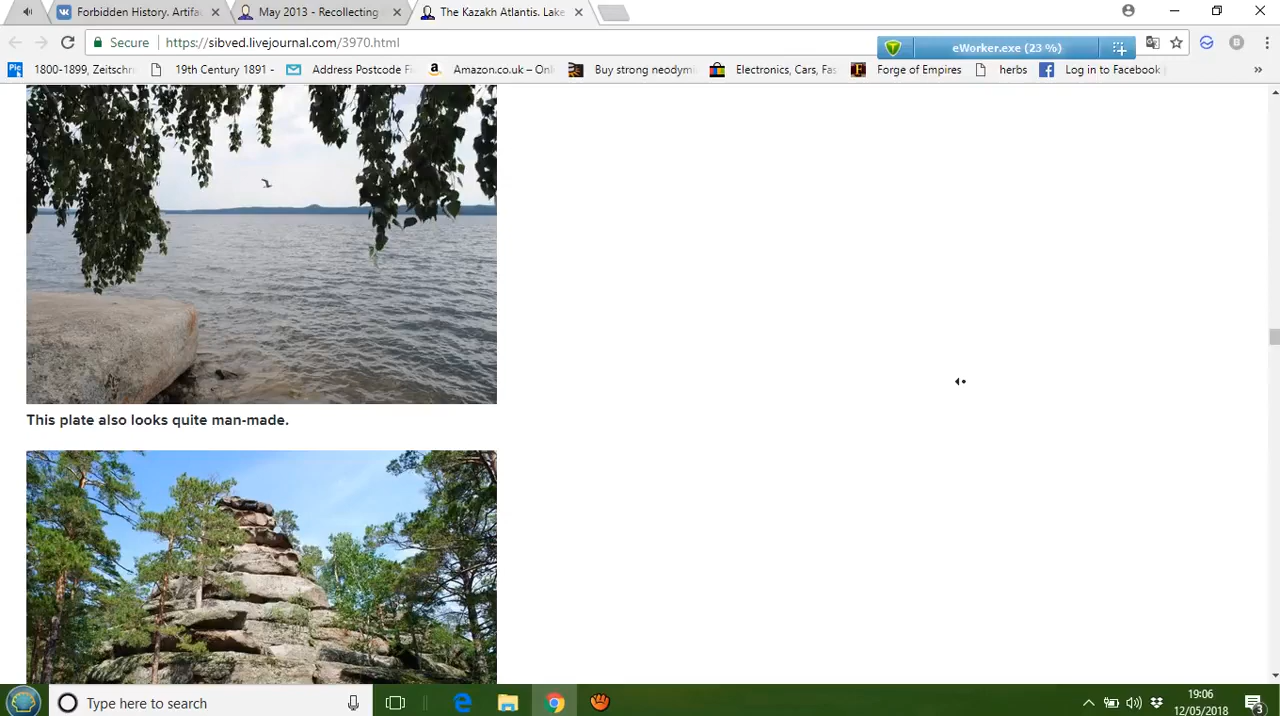 Forbidden History. Artifa
May 2013 - Recollecting
The Kazakh Atlantis. Lake
Secure
https://sibved.livejournal.com/3970.html
eWorker.exe (23 %)
1800-1899, Zeitschr
19th Century 1891 -
Address Postcode F
Amazon.co.uk – Onl
Buy strong neodymi
Electronics, Cars, Fas
Forge of Empires
herbs
Log in to Facebook
This plate also looks quite man-made.
Type here to search
19:06
12/05/2018
3